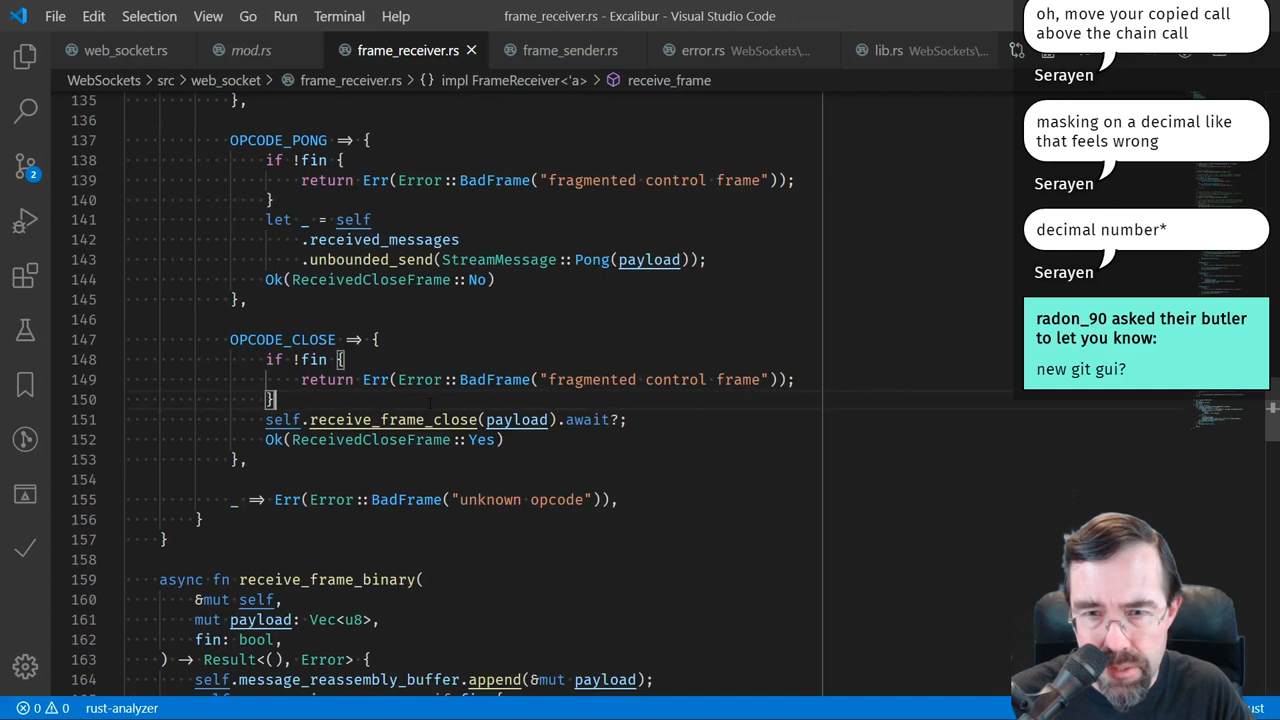 File Edit Selection View Go Run Terminal Help
frame_receiver.rs - Excalibur - Visual Studio Code
web_socket.rs mod.rs frame_receiver.rs × frame_sender.rs error.rs WebSockets\... lib.rs WebSockets\...
WebSockets > src > web_socket > frame_receiver.rs > {} impl FrameReceiver<'a> > receive_frame
135 },
136
137 OPCODE_PONG => {
138 if !fin {
139 return Err(Error::BadFrame("fragmented control frame"));
140 }
141 let _ = self
142 .received_messages
143 .unbounded_send(StreamMessage::Pong(payload));
144 Ok(ReceivedCloseFrame::No)
145 },
146
147 OPCODE_CLOSE => {
148 if !fin {
149 return Err(Error::BadFrame("fragmented control frame"));
150 }
151 self.receive_frame_close(payload).await?;
152 Ok(ReceivedCloseFrame::Yes)
153 },
154
155 _ => Err(Error::BadFrame("unknown opcode")),
156 }
157 }
158
159 async fn receive_frame_binary(
160 &mut self,
161 mut payload: Vec<u8>,
162 fin: bool,
163 ) -> Result<(), Error> {
164 self.message_reassembly_buffer.append(&mut payload);
2
0 0 rust-analyzer
oh, move your copied call
above the chain call
Serayen
masking on a decimal like
that feels wrong
Serayen
decimal number*
Serayen
radon_90 asked their butler
to let you know:
new git gui?